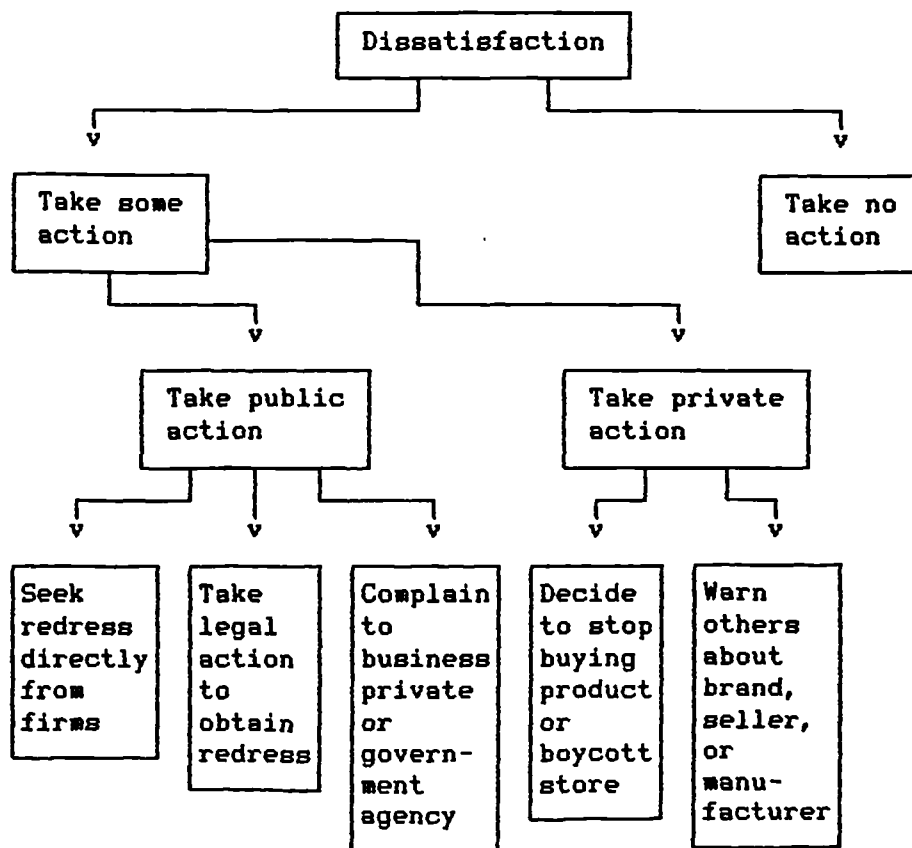 Dissatisfaction
Take some
action
Take no
action
Take public
action
Take private
action
Seek
redress
directly
from
firms
Take
legal
action
to
obtain
redress
Complain
to
business
private
or
govern-
ment
agency
Decide
to stop
buying
product
or
boycott
store
Warn
others
about
brand,
seller,
or
manu-
facturer